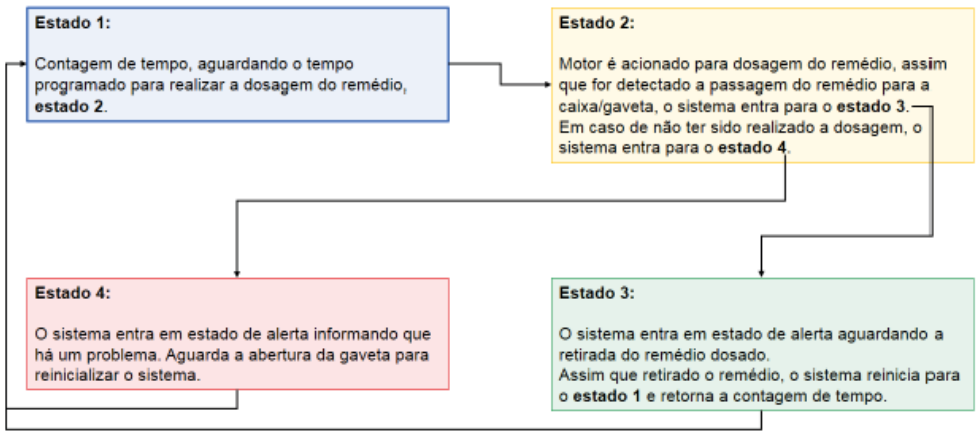 Estado 1:
Contagem de tempo, aguardando o tempo
programado para realizar a dosagem do remédio,
estado 2.
Estado 2:
Motor é acionado para dosagem do remédio, assim
que for detectado a passagem do remédio para a
caixa/gaveta, o sistema entra para o estado 3.
Em caso de não ter sido realizado a dosagem, o
sistema entra para o estado 4.
Estado 4:
O sistema entra em estado de alerta informando que
há um problema. Aguarda a abertura da gaveta para
reinicializar o sistema.
Estado 3:
O sistema entra em estado de alerta aguardando a
retirada do remédio dosado.
Assim que retirado o remédio, o sistema reinicia para
o estado 1 e retorna a contagem de tempo.